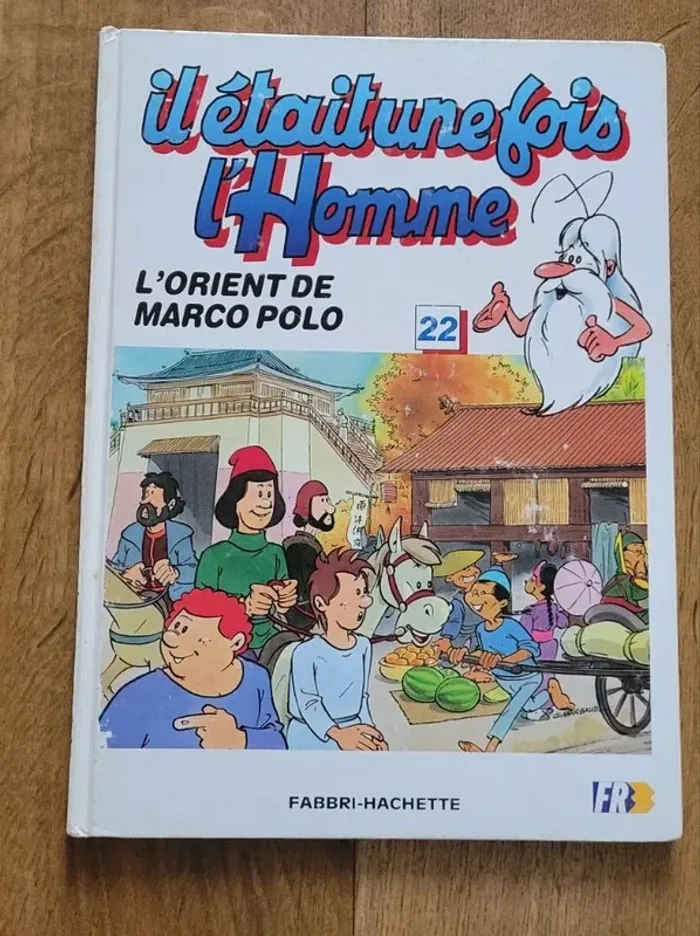 il était une fois
l'Homme
L'ORIENT DE
MARCO POLO
22
FABBRI-HACHETTE
FR3